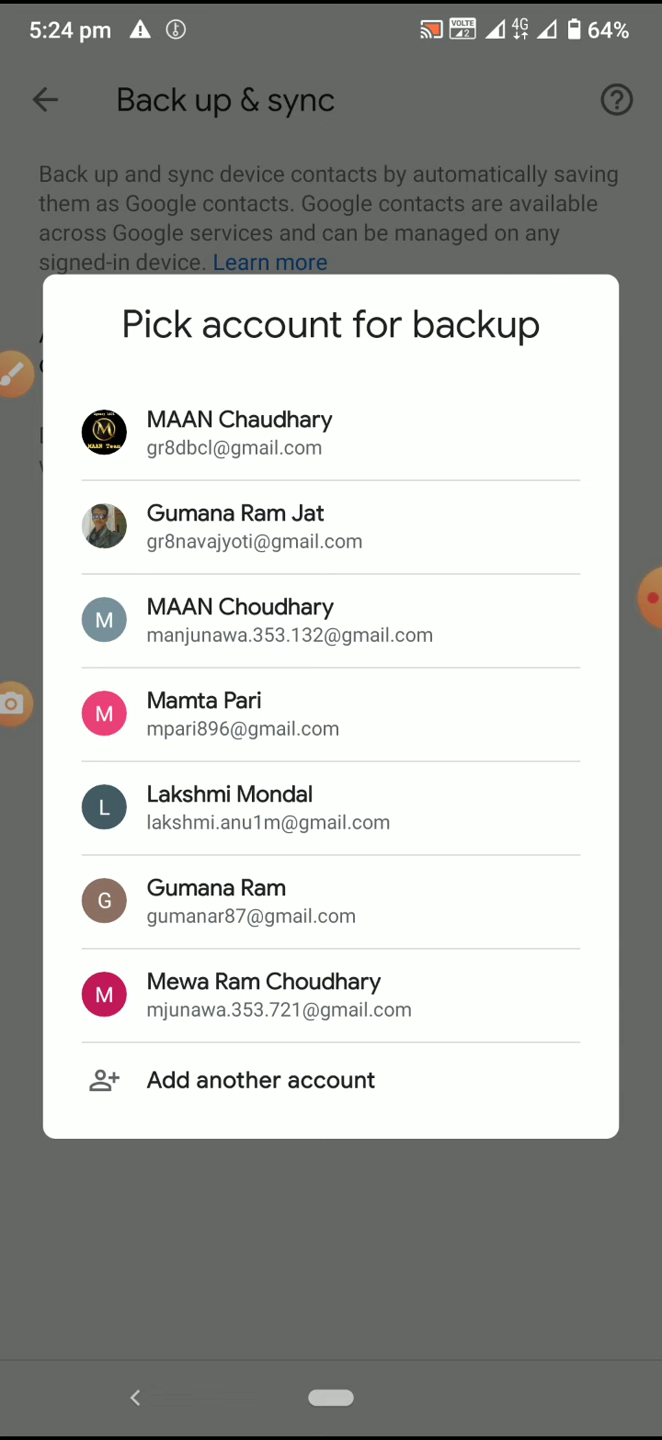 5:24 pm
VOLTE
2
4G
64%
Back up & sync
Back up and sync device contacts by automatically saving
them as Google contacts. Google contacts are available
across Google services and can be managed on any
signed-in device. Learn more
Pick account for backup
MAAN Chaudhary
gr8dbcl@gmail.com
Gumana Ram Jat
gr8navajyoti@gmail.com
M
MAAN Choudhary
manjunawa.353.132@gmail.com
M
Mamta Pari
mpari896@gmail.com
L
Lakshmi Mondal
lakshmi.anu1m@gmail.com
G
Gumana Ram
gumanar87@gmail.com
M
Mewa Ram Choudhary
mjunawa.353.721@gmail.com
Add another account